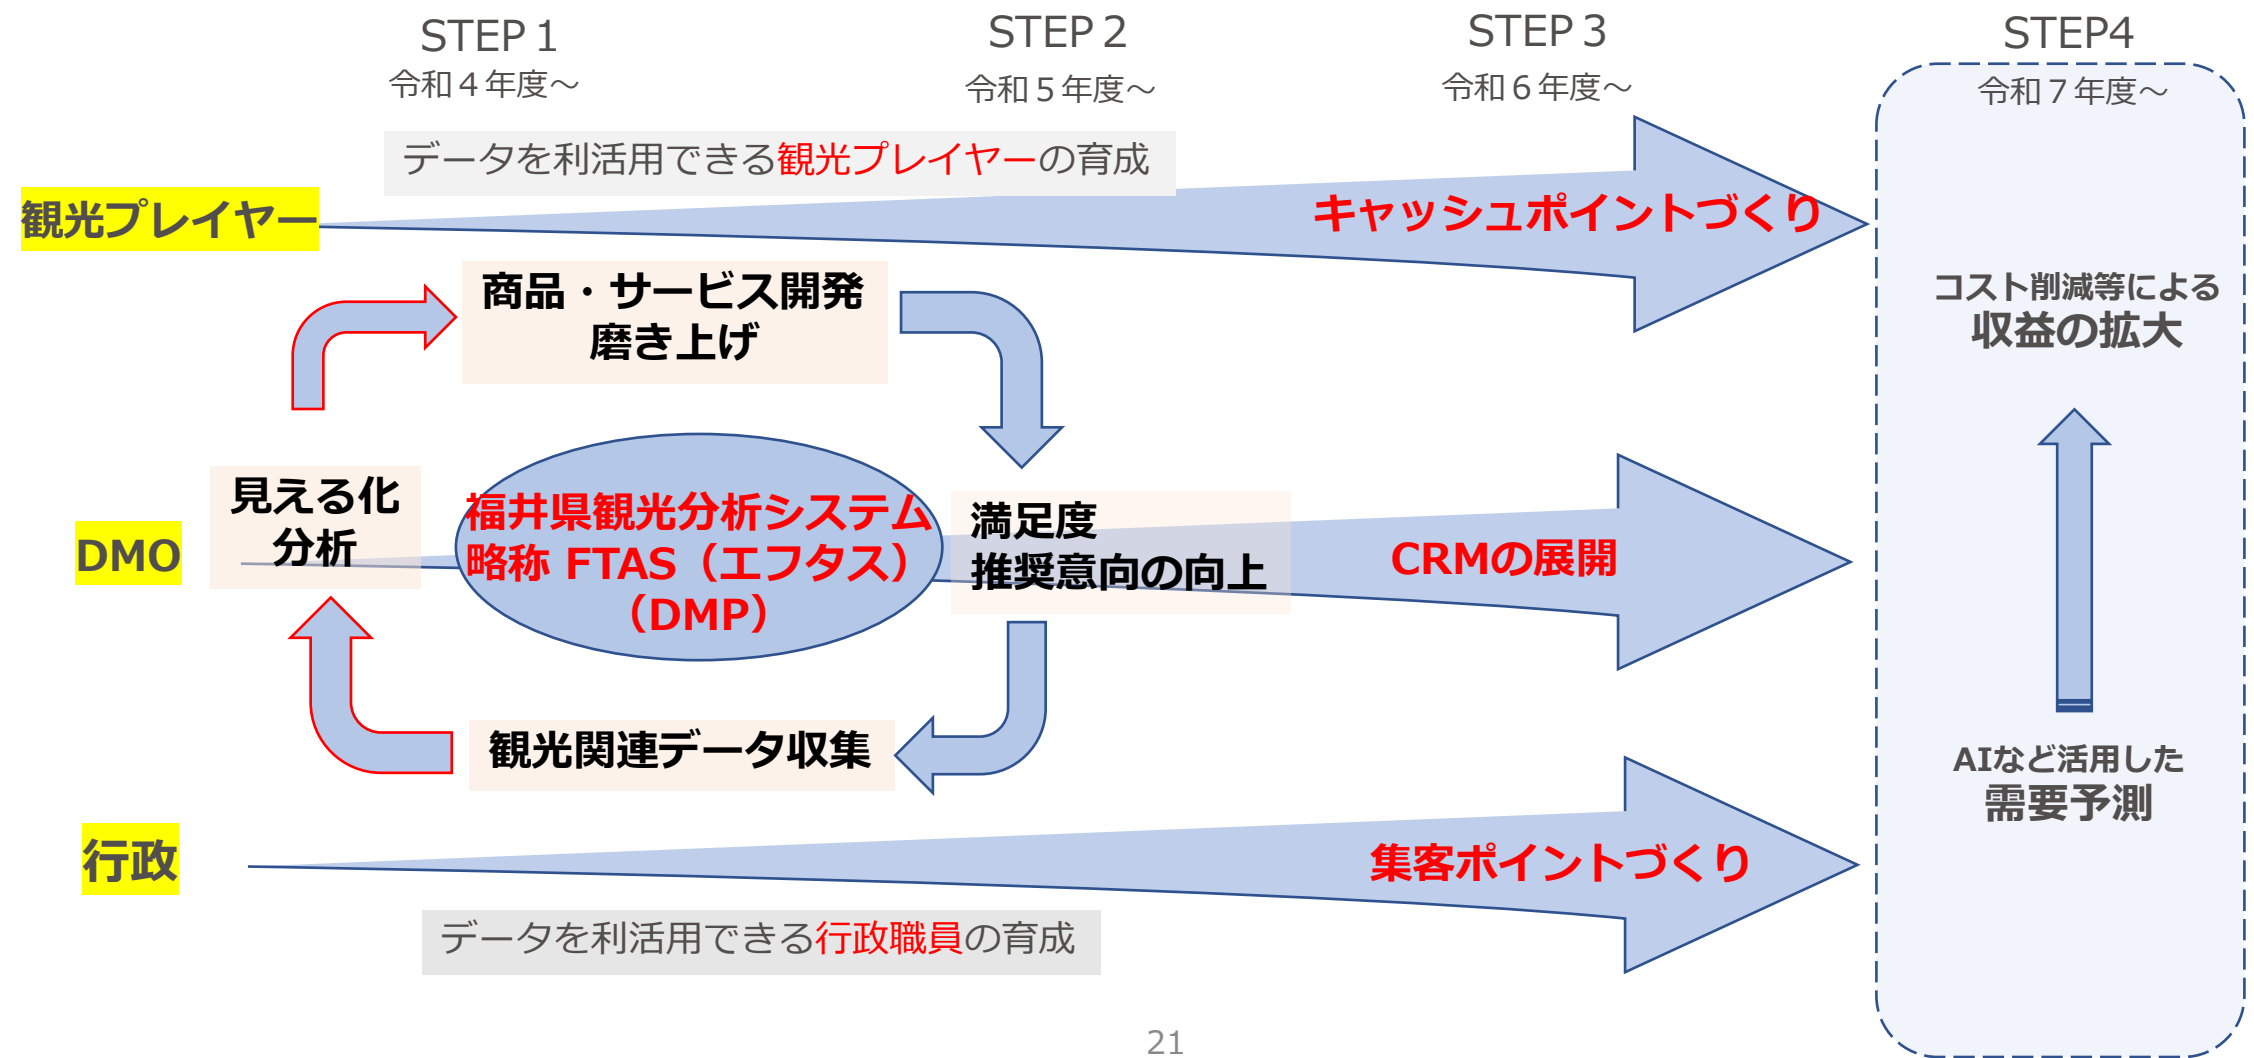 STEP１
令和４年度～
STEP２
令和５年度～
STEP３
令和６年度～
STEP4
令和７年度～
データを利活用できる観光プレイヤーの育成
観光プレイヤー
キャッシュポイントづくり
商品・サービス開発
磨き上げ
コスト削減等による
収益の拡大
見える化
分析
DMO
福井県観光分析システム
略称 FTAS（エフタス）
（DMP）
満足度
推奨意向の向上
CRMの展開
観光関連データ収集
AIなど活用した
需要予測
行政
集客ポイントづくり
データを利活用できる行政職員の育成
21